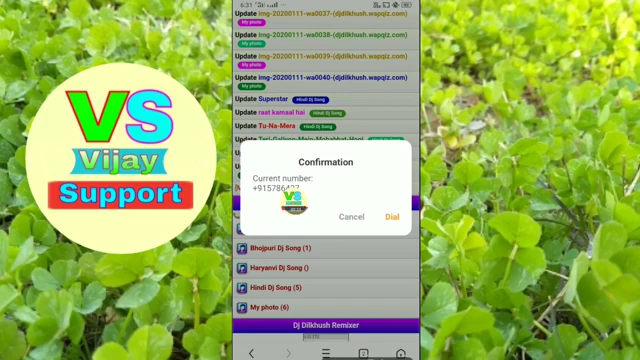 6:31
Update img-20200111-wa0037-(djdilkhush.wapqiz.com)
My photo
Update img-20200111-wa0038-(djdilkhush.wapqiz.com)
My photo
Update img-20200111-wa0039-(djdilkhush.wapqiz.com)
My photo
Update img-20200111-wa0040-(djdilkhush.wapqiz.com)
My photo
Update Superstar Hindi Dj Song
Update raat kamaal hai Hindi Dj Song
Update Tu-Na-Mera Hindi Dj Song
Update
VS
Vijay
Support
Confirmation
Current number:
+915786427
VS
Cancel Dial
Bhojpuri Dj Song (1)
Haryanvi Dj Song ()
Hindi Dj Song (5)
My photo (6)
Dj Dilkhush Remixer